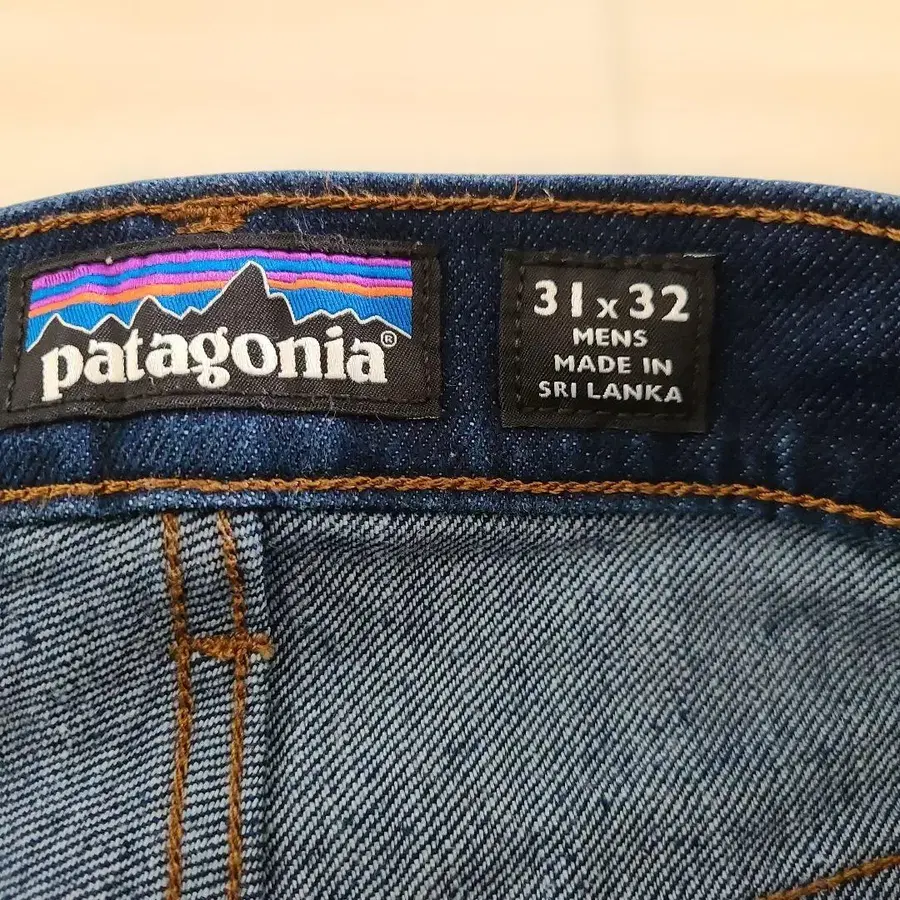 patagonia®
31 x 32
MENS
MADE IN
SRI LANKA